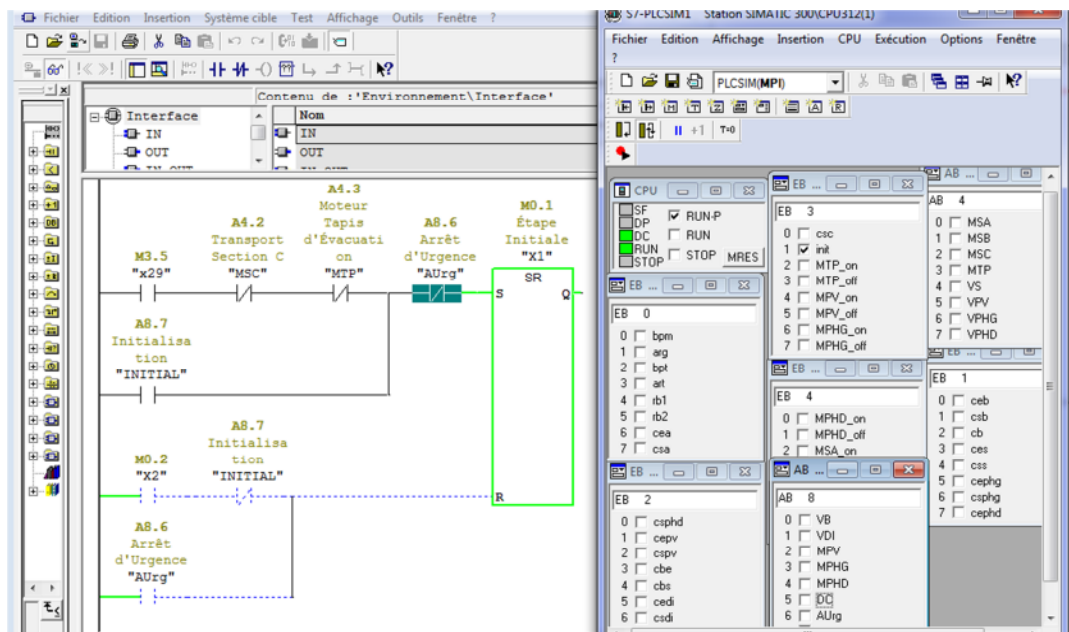 Fichier Edition Insertion Système cible Test Affichage Outils Fenêtre ?
Contenu de :'Environnement\Interface'
Interface
IN
OUT
IN_OUT
Nom
IN
OUT
A4.3
Moteur
A4.2 Tapis A8.6
Transport d'Évacuati Arrêt
M3.5 Section C on d'Urgence
"x29" "MSC" "MTP" "AUrg"
M0.1
Étape
Initiale
"X1"
SR
S Q
A8.7
Initialisa
tion
"INITIAL"
A8.7
Initialisa
M0.2 tion
"X2" "INITIAL"
R
A8.6
Arrêt
d'Urgence
"AUrg"
S7-PLCSIM1 Station SIMATIC 300\CPU312(1)
Fichier Edition Affichage Insertion CPU Exécution Options Fenêtre
?
PLCSIM(MPI)
+1 T=0
CPU
SF
DP
DC
RUN
STOP
RUN-P
RUN
STOP MRES
EB ...
EB 3
0 csc
1 init
2 MTP_on
3 MTP_off
4 MPV_on
5 MPV_off
6 MPHG_on
7 MPHG_off
AB ...
AB 4
0 MSA
1 MSB
2 MSC
3 MTP
4 VS
5 VPV
6 VPHG
7 VPHD
EB ...
EB 0
0 bpm
1 arg
2 bpt
3 art
4 rb1
5 rb2
6 cea
7 csa
EB ...
EB 4
0 MPHD_on
1 MPHD_off
2 MSA_on
EB ...
EB 1
0 ceb
1 csb
2 cb
3 ces
4 css
5 cephg
6 csphg
7 cephd
EB ...
EB 2
0 csphd
1 cepv
2 cspv
3 cbe
4 cbs
5 cedi
6 csdi
AB ...
AB 8
0 VB
1 VDI
2 MPV
3 MPHG
4 MPHD
5 DC
6 AUrg